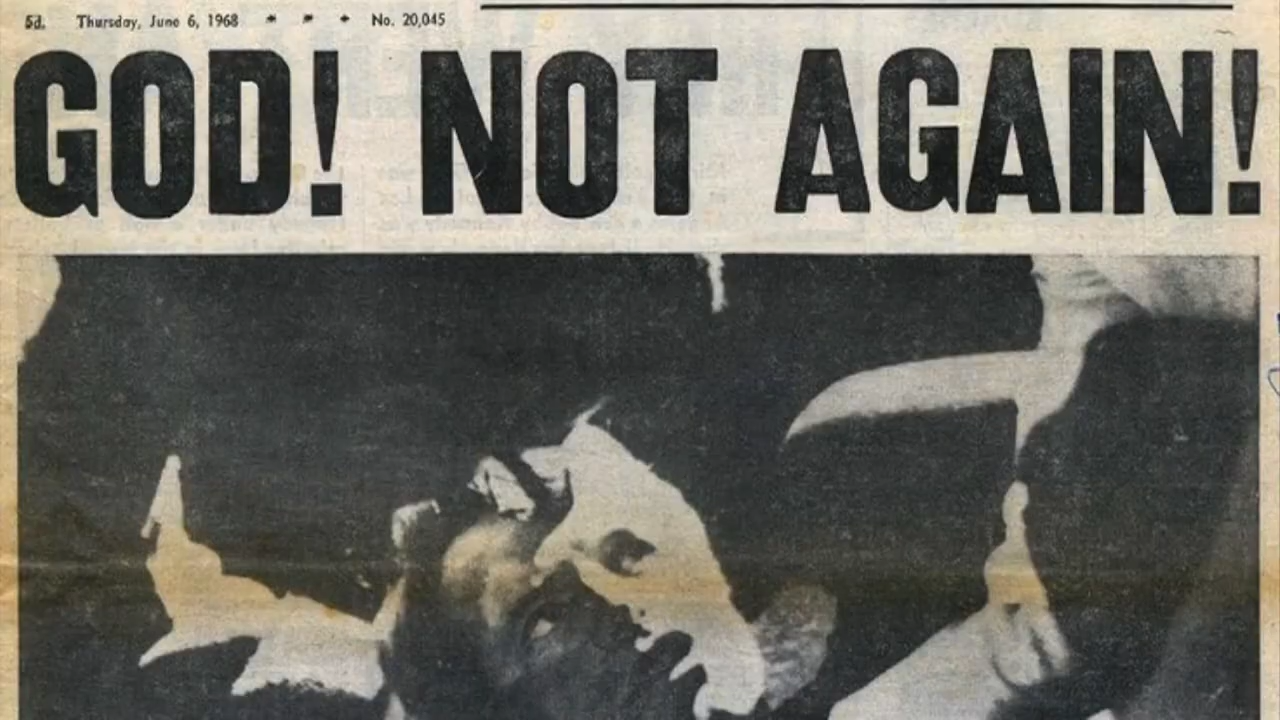 5d. Thursday, June 6, 1968 * * * No. 20,045
GOD! NOT AGAIN!